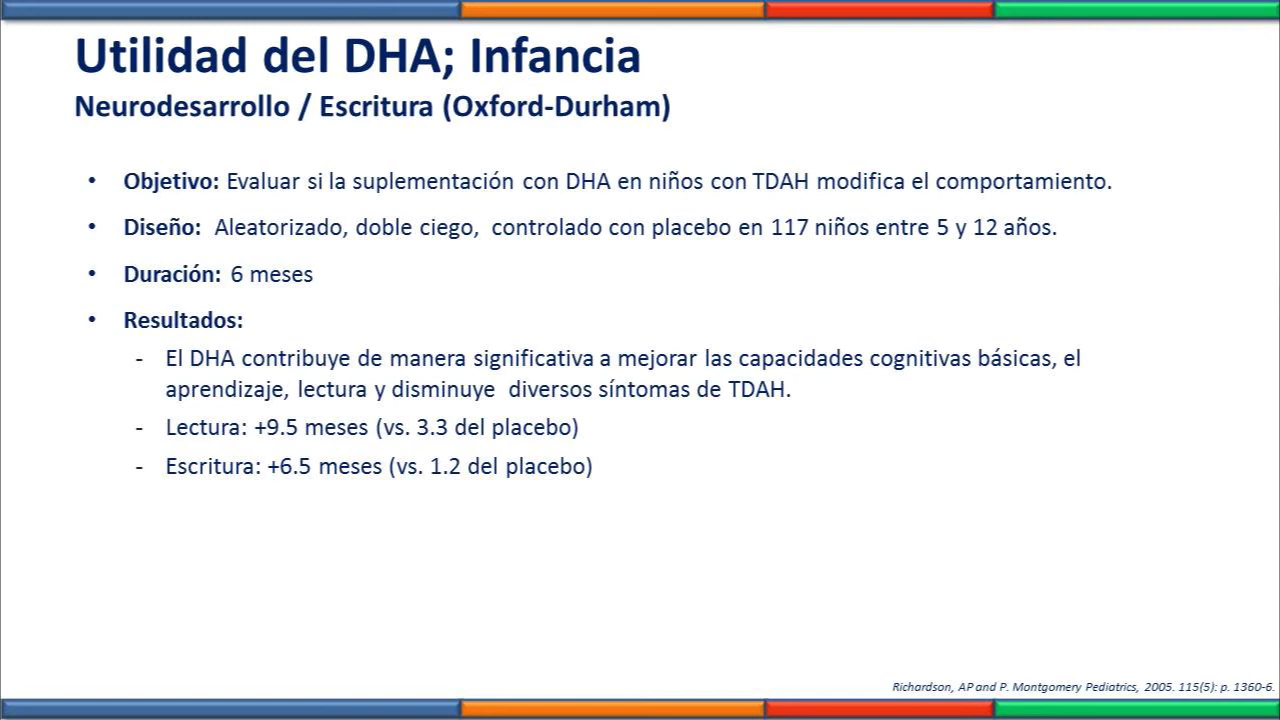 Utilidad del DHA; Infancia
Neurodesarrollo / Escritura (Oxford-Durham)
• Objetivo: Evaluar si la suplementación con DHA en niños con TDAH modifica el comportamiento.
• Diseño: Aleatorizado, doble ciego, controlado con placebo en 117 niños entre 5 y 12 años.
• Duración: 6 meses
• Resultados:
- El DHA contribuye de manera significativa a mejorar las capacidades cognitivas básicas, el
aprendizaje, lectura y disminuye diversos síntomas de TDAH.
- Lectura: +9.5 meses (vs. 3.3 del placebo)
- Escritura: +6.5 meses (vs. 1.2 del placebo)
Richardson, AP and P. Montgomery Pediatrics, 2005. 115(5): p. 1360-6.